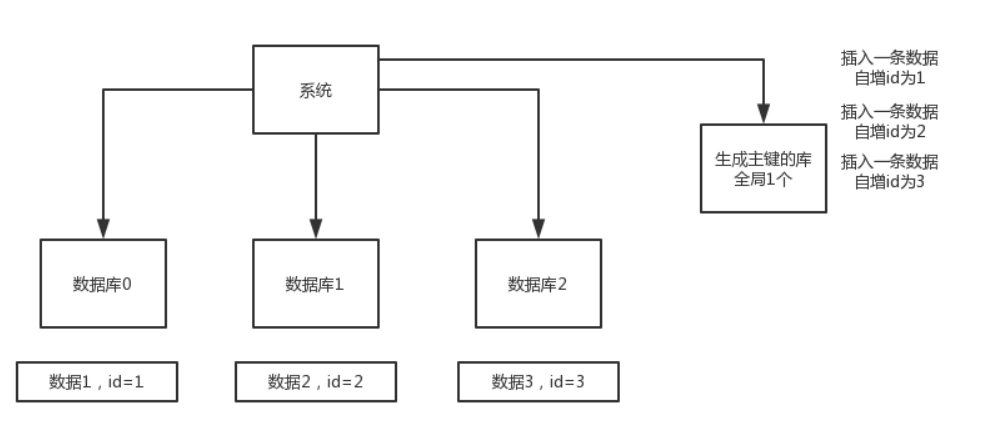 系统
插入一条数据
自增id为1
插入一条数据
自增id为2
插入一条数据
自增id为3
生成主键的库
全局1个
数据库0
数据库1
数据库2
数据1，id=1
数据2，id=2
数据3，id=3